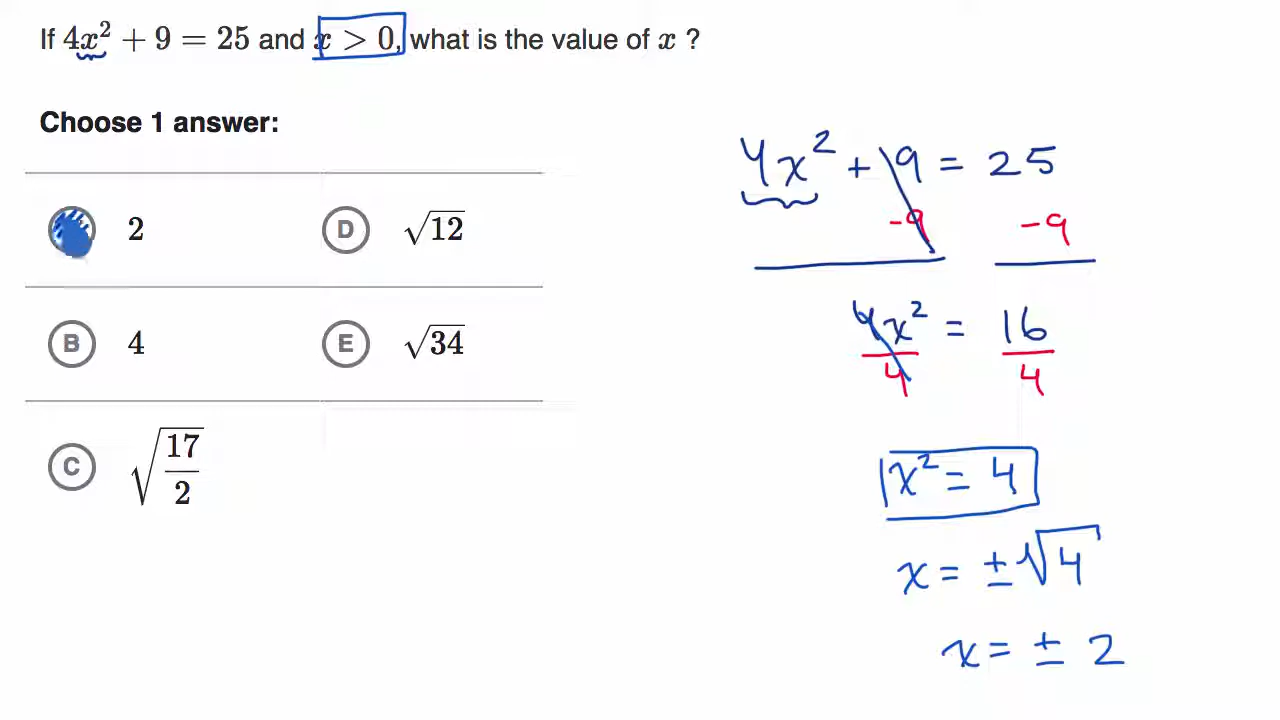 If 4x² + 9 = 25 and x > 0, what is the value of x ?
Choose 1 answer:
2
D √12
B 4
E √34
C √(17/2)
4x² + 9 = 25
-9 -9
4x² = 16
4 4
x² = 4
x = ± √4
x = ± 2